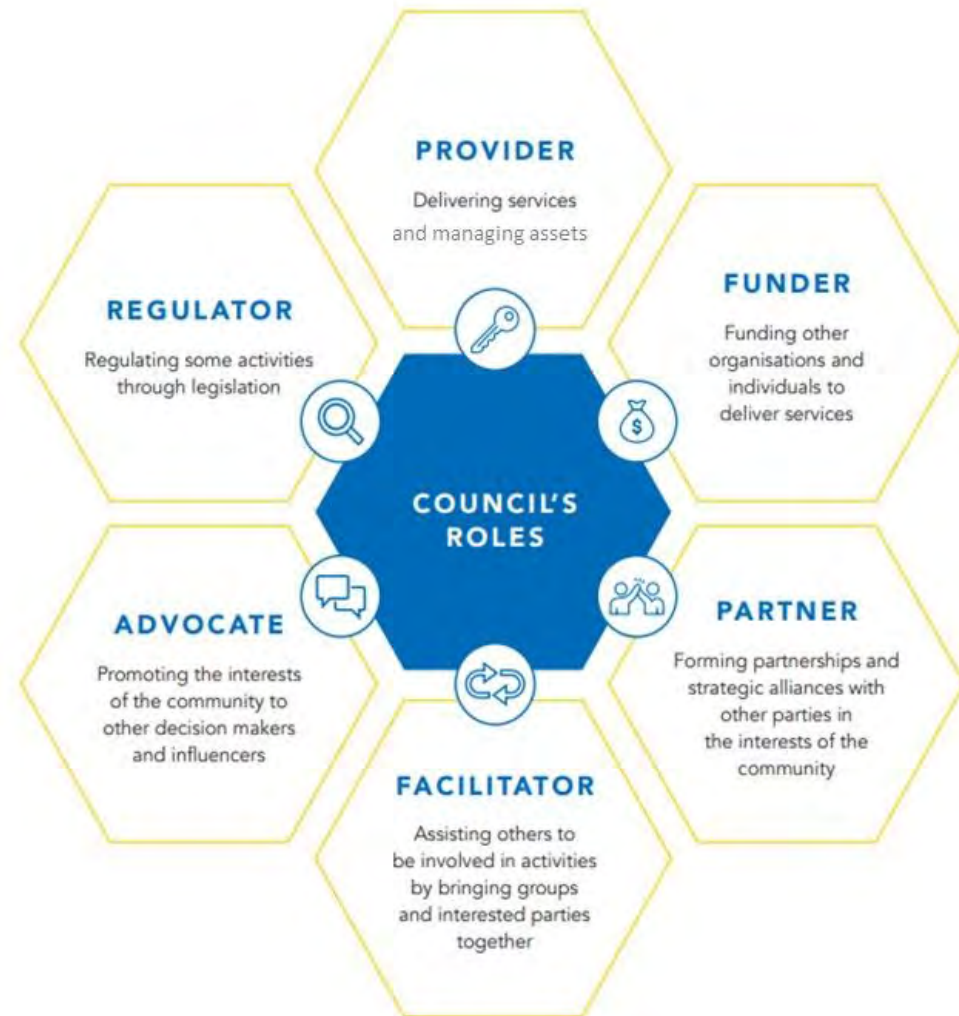 PROVIDER
Delivering services
and managing assets
FUNDER
Funding other
organisations and
individuals to
deliver services
PARTNER
Forming partnerships and
strategic alliances with
other parties in
the interests of the
community
FACILITATOR
Assisting others to
be involved in activities
by bringing groups
and interested parties
together
ADVOCATE
Promoting the interests
of the community to
other decision makers
and influencers
REGULATOR
Regulating some activities
through legislation
COUNCIL'S
ROLES
$